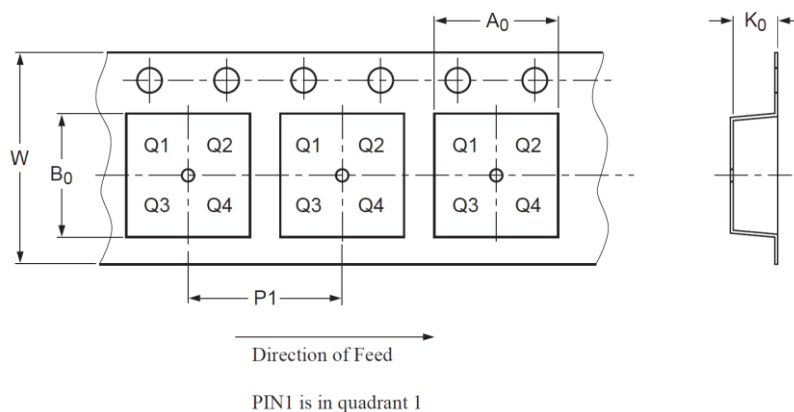 A0
K0
Q1 Q2 Q1 Q2 Q1 Q2
W
B0
Q3 Q4 Q3 Q4 Q3 Q4
P1
Direction of Feed
PIN1 is in quadrant 1